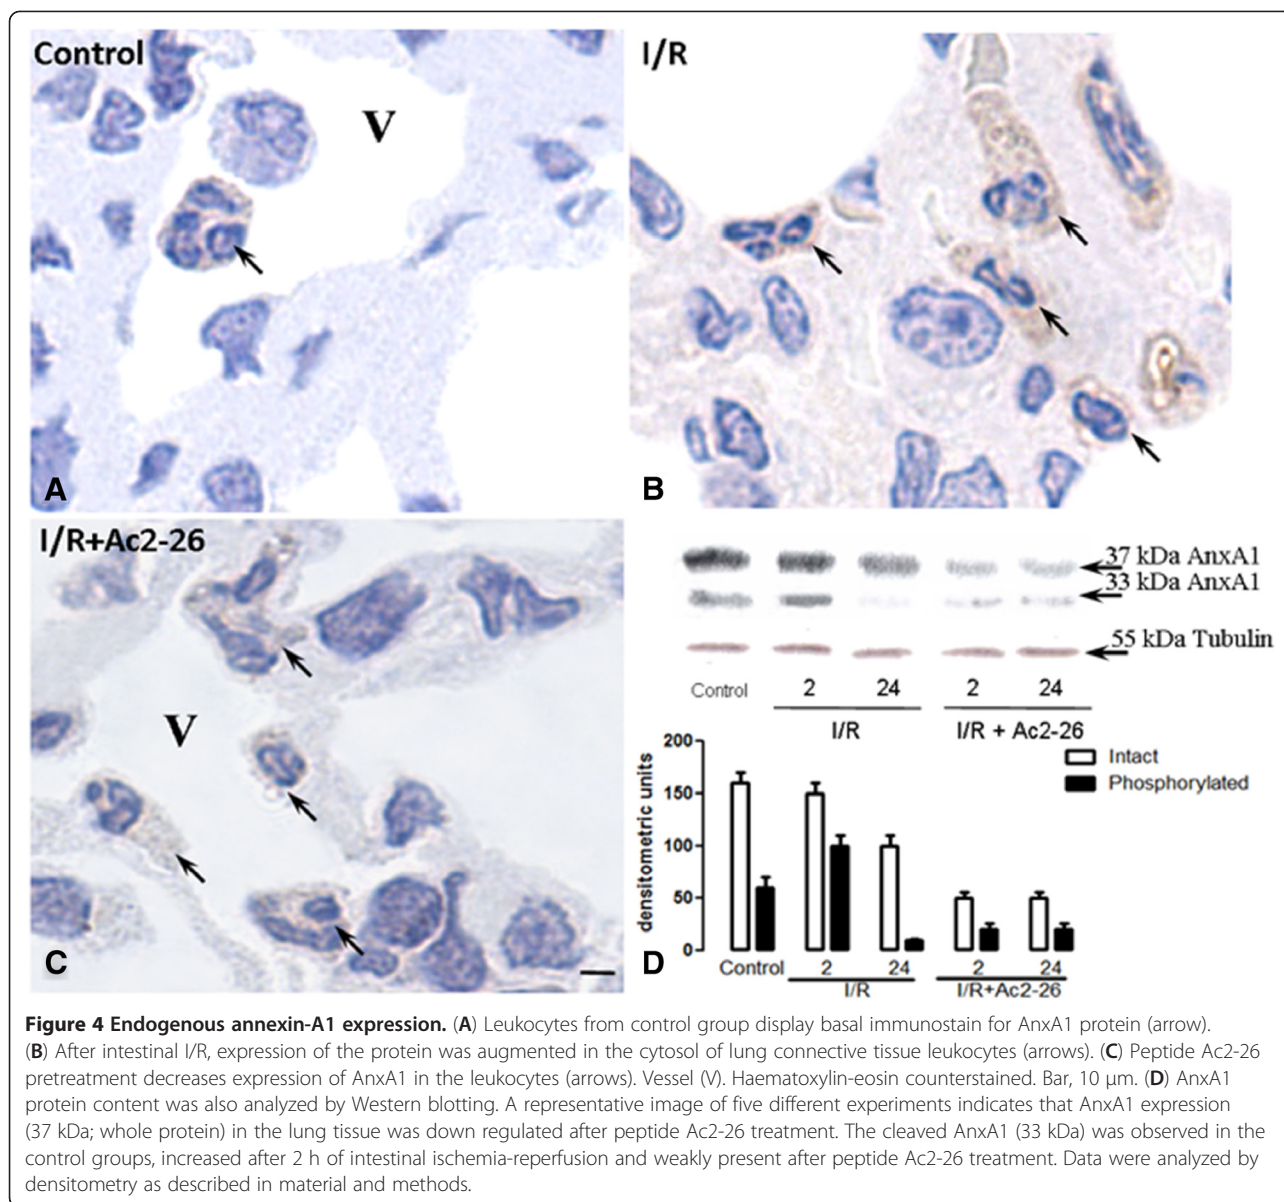 Control
V
A
I/R
B
I/R+Ac2-26
V
C
37 kDa AnxA1
33 kDa AnxA1
55 kDa Tubulin
Control 2 24 2 24
I/R I/R + Ac2-26
densitometric units
200
150
100
50
0
Intact
Phosphorylated
D
Control 2 24 2 24
I/R I/R+Ac2-26
Figure 4 Endogenous annexin-A1 expression. (A) Leukocytes from control group display basal immunostain for AnxA1 protein (arrow).
(B) After intestinal I/R, expression of the protein was augmented in the cytosol of lung connective tissue leukocytes (arrows). (C) Peptide Ac2-26
pretreatment decreases expression of AnxA1 in the leukocytes (arrows). Vessel (V). Haematoxylin-eosin counterstained. Bar, 10 μm. (D) AnxA1
protein content was also analyzed by Western blotting. A representative image of five different experiments indicates that AnxA1 expression
(37 kDa; whole protein) in the lung tissue was down regulated after peptide Ac2-26 treatment. The cleaved AnxA1 (33 kDa) was observed in the
control groups, increased after 2 h of intestinal ischemia-reperfusion and weakly present after peptide Ac2-26 treatment. Data were analyzed by
densitometry as described in material and methods.